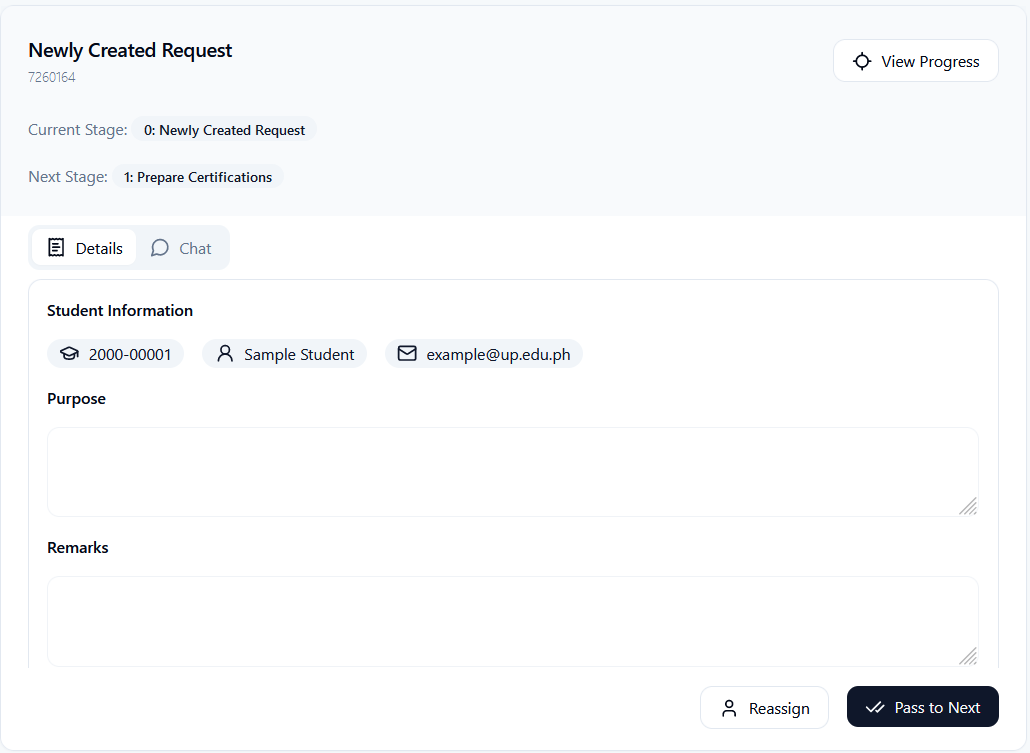 Newly Created Request
View Progress
7260164
Current Stage: 0: Newly Created Request
Next Stage: 1: Prepare Certifications
Details Chat
Student Information
2000-00001 Sample Student example@up.edu.ph
Purpose
Remarks
Reassign Pass to Next